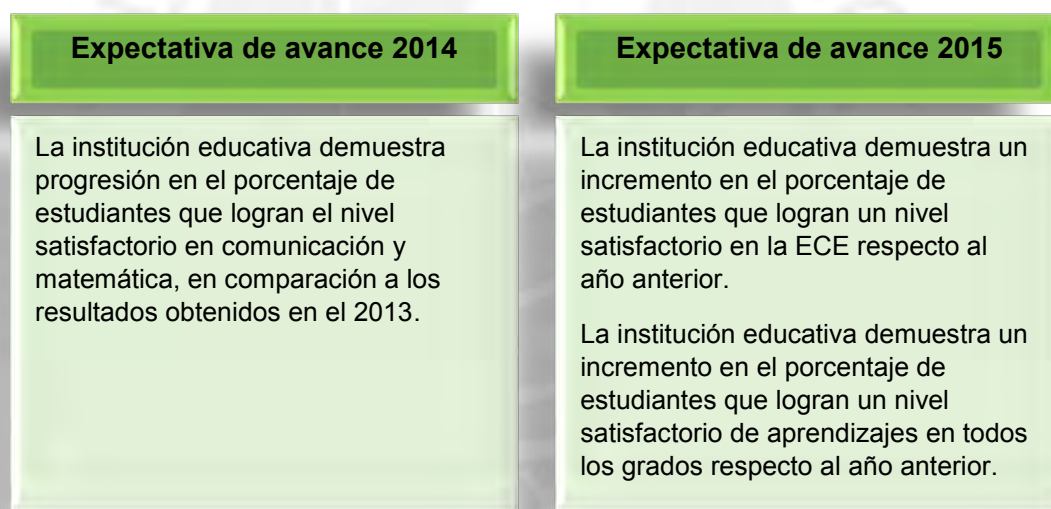 Expectativa de avance 2014
La institución educativa demuestra
progresión en el porcentaje de
estudiantes que logran el nivel
satisfactorio en comunicación y
matemática, en comparación a los
resultados obtenidos en el 2013.
Expectativa de avance 2015
La institución educativa demuestra un
incremento en el porcentaje de
estudiantes que logran un nivel
satisfactorio en la ECE respecto al
año anterior.
La institución educativa demuestra un
incremento en el porcentaje de
estudiantes que logran un nivel
satisfactorio de aprendizajes en todos
los grados respecto al año anterior.